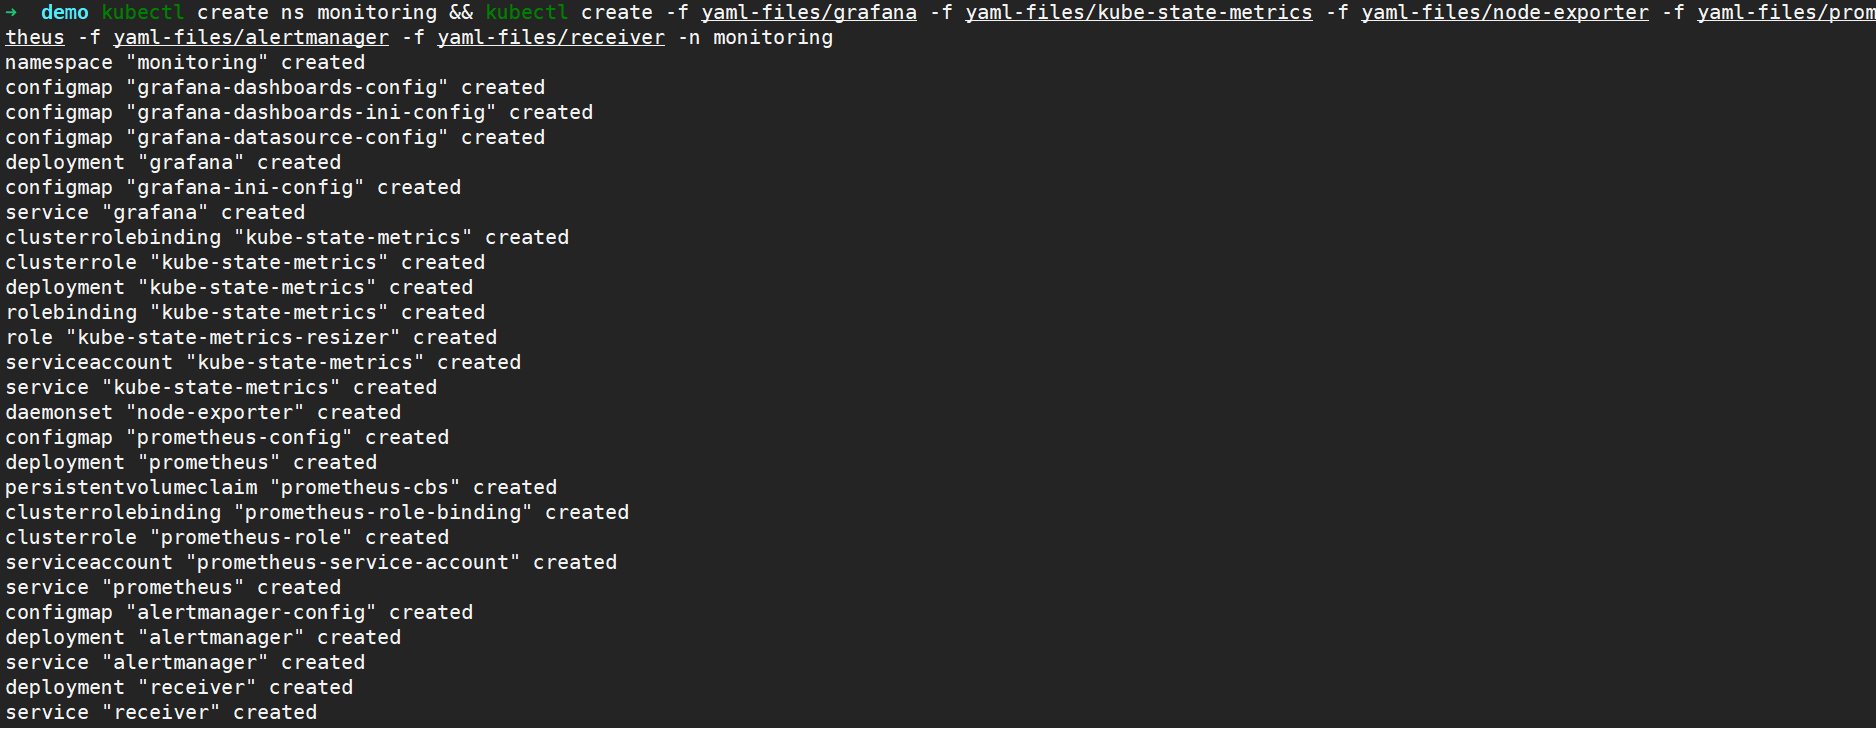 ➜  demo kubectl create ns monitoring && kubectl create -f yaml-files/grafana -f yaml-files/kube-state-metrics -f yaml-files/node-exporter -f yaml-files/prom
theus -f yaml-files/alertmanager -f yaml-files/receiver -n monitoring
namespace "monitoring" created
configmap "grafana-dashboards-config" created
configmap "grafana-dashboards-ini-config" created
configmap "grafana-datasource-config" created
deployment "grafana" created
configmap "grafana-ini-config" created
service "grafana" created
clusterrolebinding "kube-state-metrics" created
clusterrole "kube-state-metrics" created
deployment "kube-state-metrics" created
rolebinding "kube-state-metrics" created
role "kube-state-metrics-resizer" created
serviceaccount "kube-state-metrics" created
service "kube-state-metrics" created
daemonset "node-exporter" created
configmap "prometheus-config" created
deployment "prometheus" created
persistentvolumeclaim "prometheus-cbs" created
clusterrolebinding "prometheus-role-binding" created
clusterrole "prometheus-role" created
serviceaccount "prometheus-service-account" created
service "prometheus" created
configmap "alertmanager-config" created
deployment "alertmanager" created
service "alertmanager" created
deployment "receiver" created
service "receiver" created